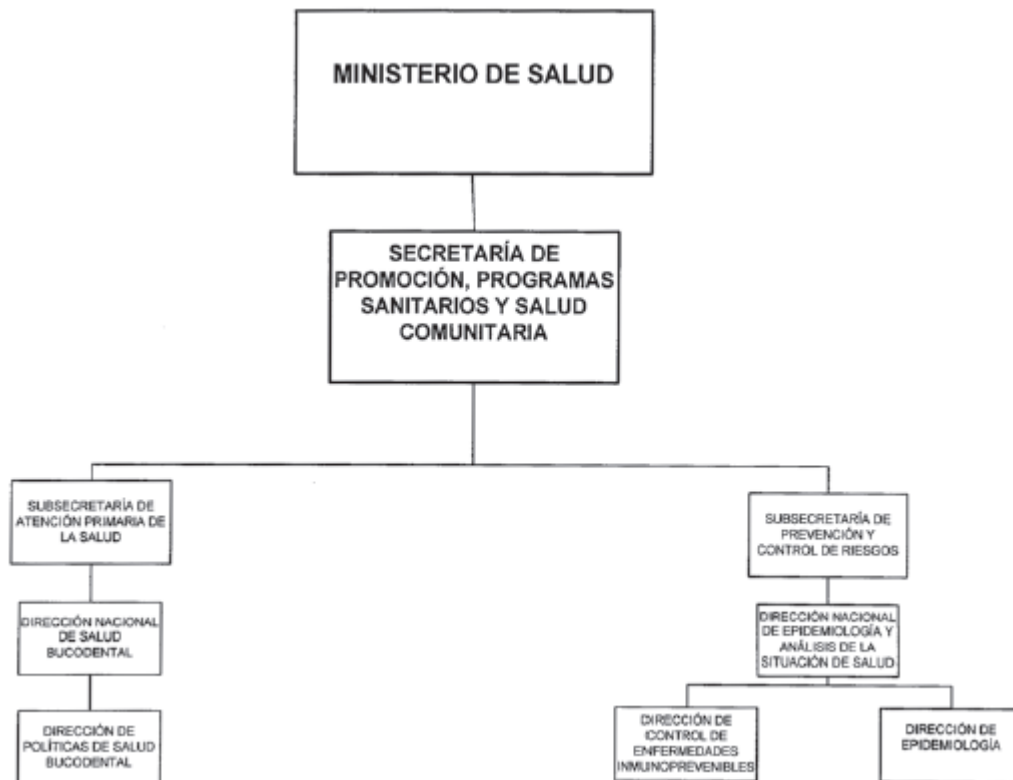 MINISTERIO DE SALUD
SECRETARÍA DE
PROMOCIÓN, PROGRAMAS
SANITARIOS Y SALUD
COMUNITARIA
SUBSECRETARÍA DE
ATENCIÓN PRIMARIA DE
LA SALUD
DIRECCIÓN NACIONAL
DE SALUD
BUCODENTAL
DIRECCIÓN DE
POLÍTICAS DE SALUD
BUCODENTAL
SUBSECRETARÍA DE
PREVENCIÓN Y
CONTROL DE RIESGOS
DIRECCIÓN NACIONAL
DE EPIDEMIOLOGÍA Y
ANÁLISIS DE LA
SITUACIÓN DE SALUD
DIRECCIÓN DE
CONTROL DE
ENFERMEDADES
INMUNOPREVENIBLES
DIRECCIÓN DE
EPIDEMIOLOGÍA